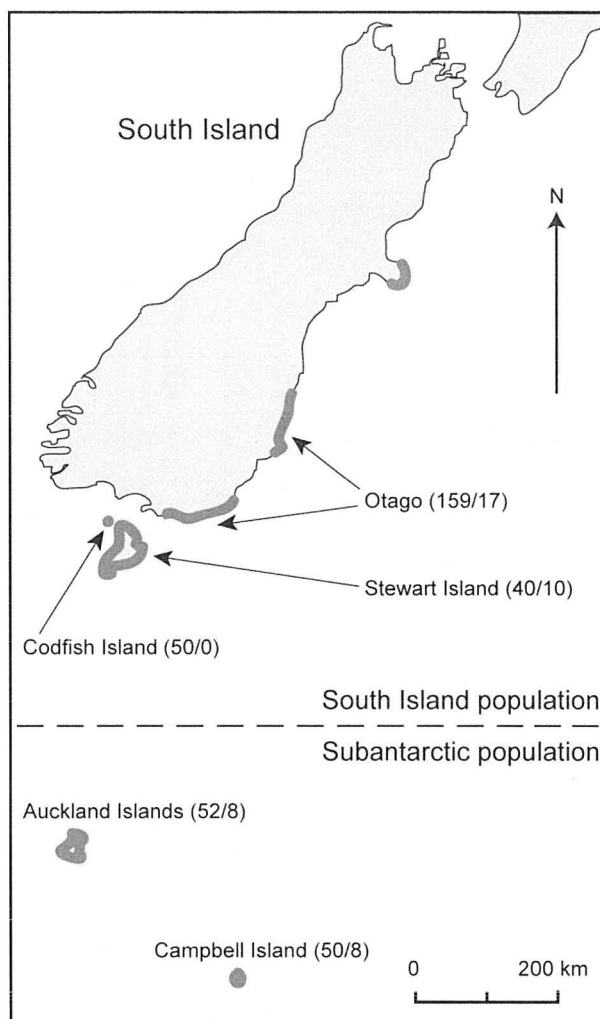 South Island
N
Otago (159/17)
Stewart Island (40/10)
Codfish Island (50/0)
South Island population
Subantarctic population
Auckland Islands (52/8)
Campbell Island (50/8)
0 200 km